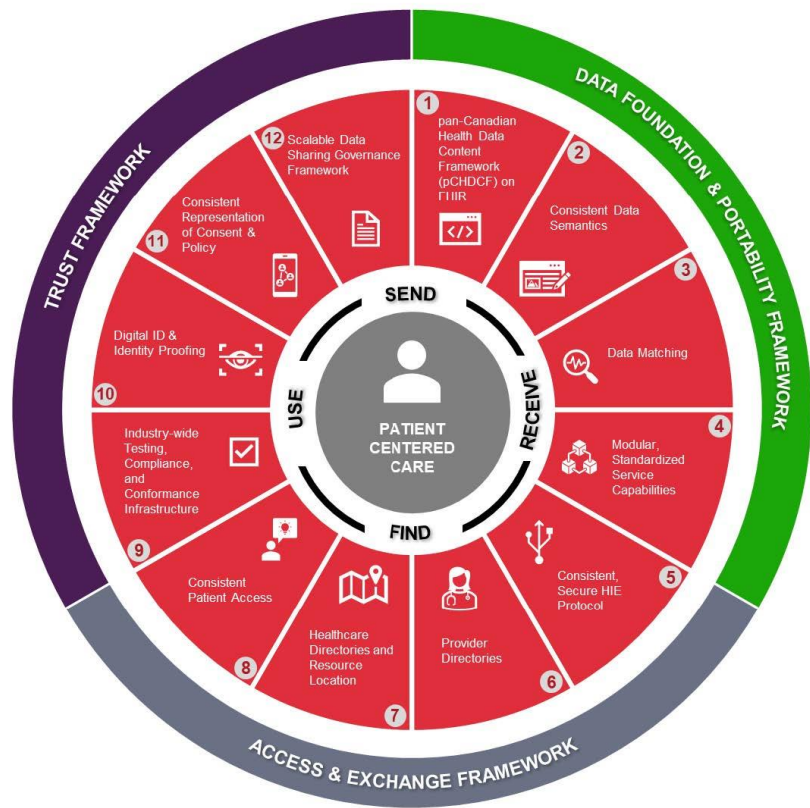 TRUST FRAMEWORK
DATA FOUNDATION & PORTABILITY FRAMEWORK
ACCESS & EXCHANGE FRAMEWORK
1
pan-Canadian
Health Data
Content
Framework
(pCHDCF) on
FHIR
2
Consistent Data
Semantics
3
Data Matching
4
Modular,
Standardized
Service
Capabilities
5
Consistent,
Secure HIE
Protocol
6
Provider
Directories
7
Healthcare
Directories and
Resource
Location
8
Consistent
Patient Access
9
Industry-wide
Testing,
Compliance,
and
Conformance
Infrastructure
10
Digital ID &
Identity Proofing
11
Consistent
Representation
of Consent &
Policy
12
Scalable Data
Sharing Governance
Framework
SEND
RECEIVE
FIND
USE
PATIENT
CENTERED
CARE